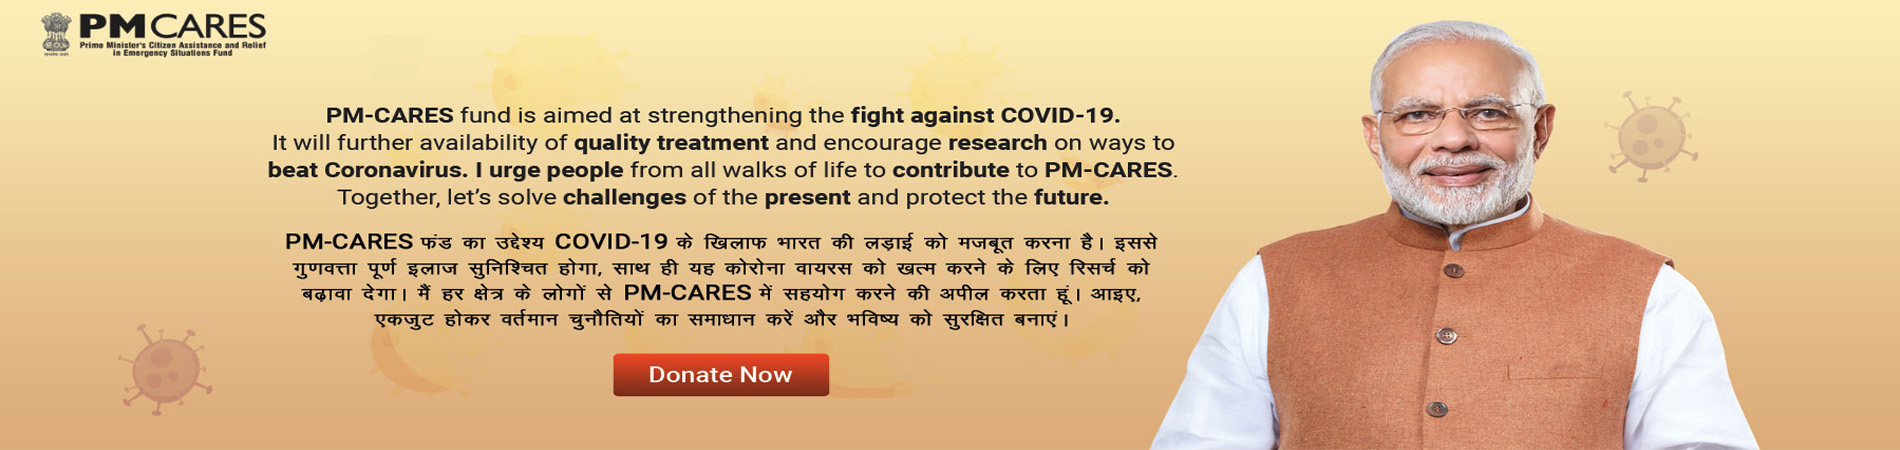 PM CARES
Prime Minister's Citizen Assistance and Relief
in Emergency Situations Fund
PM-CARES fund is aimed at strengthening the fight against COVID-19.
It will further availability of quality treatment and encourage research on ways to
beat Coronavirus. I urge people from all walks of life to contribute to PM-CARES.
Together, let's solve challenges of the present and protect the future.
PM-CARES फंड का उद्देश्य COVID-19 के खिलाफ भारत की लड़ाई को मजबूत करना है। इससे
गुणवत्ता पूर्ण इलाज सुनिश्चित होगा, साथ ही यह कोरोना वायरस को खत्म करने के लिए रिसर्च को
बढ़ावा देगा। मैं हर क्षेत्र के लोगों से PM-CARES में सहयोग करने की अपील करता हूं। आइए,
एकजुट होकर वर्तमान चुनौतियों का समाधान करें और भविष्य को सुरक्षित बनाएं।
Donate Now